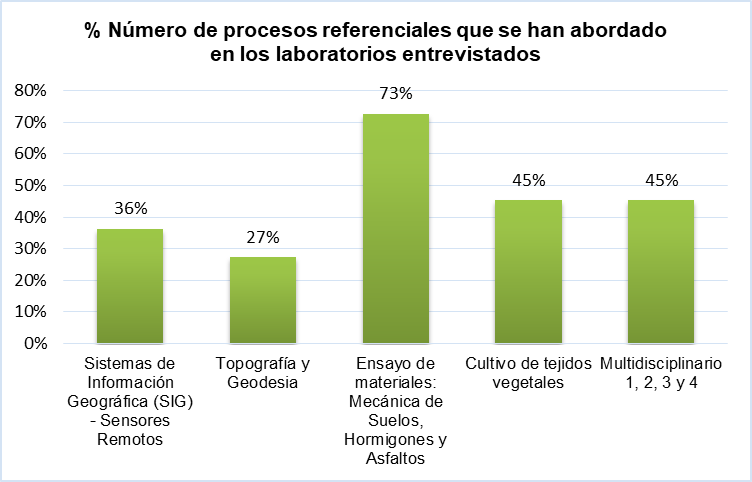 % Número de procesos referenciales que se han abordado
en los laboratorios entrevistados
80%
70%
60%
50%
40%
30%
20%
10%
0%
36%
27%
73%
45%
45%
Sistemas de
Información
Geográfica (SIG)
- Sensores
Remotos
Topografía y
Geodesia
Ensayo de
materiales:
Mecánica de
Suelos,
Hormigones y
Asfaltos
Cultivo de tejidos
vegetales
Multidisciplinario
1, 2, 3 y 4